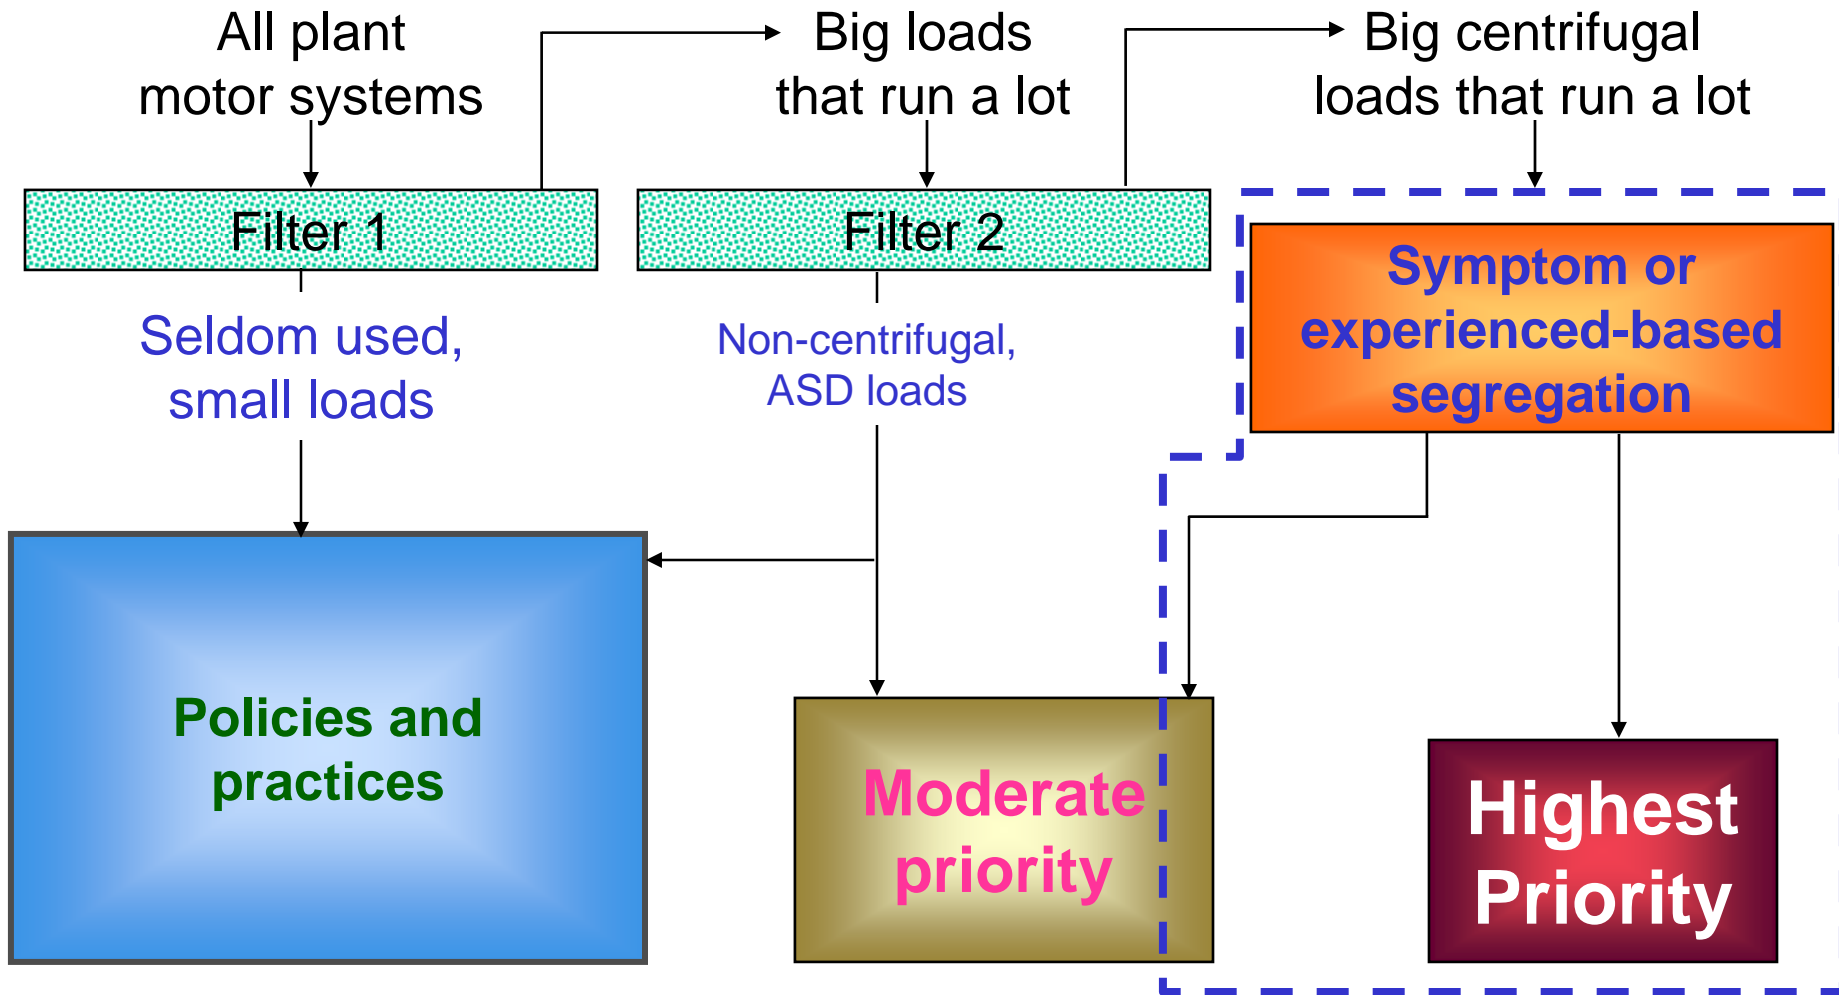 All plant
motor systems
Big loads
that run a lot
Big centrifugal
loads that run a lot
Filter 1
Filter 2
Symptom or
experienced-based
segregation
Seldom used,
small loads
Non-centrifugal,
ASD loads
Policies and
practices
Moderate
priority
Highest
Priority